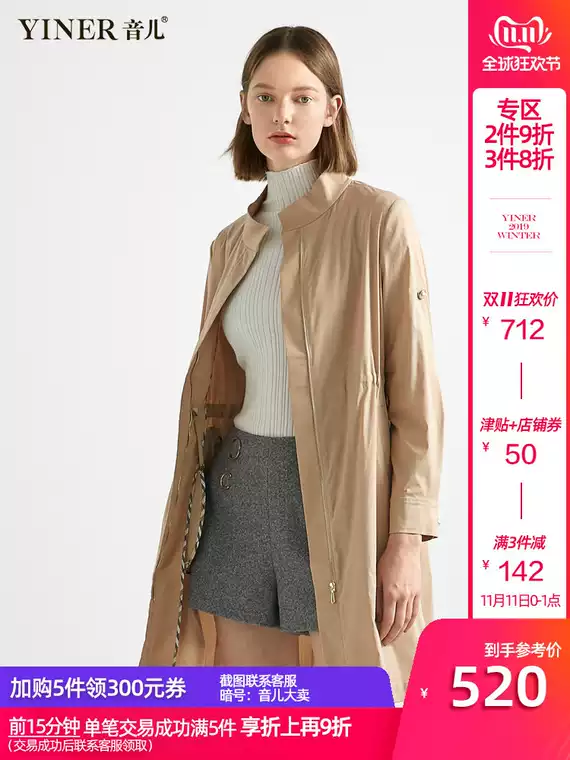 YINER 音儿®
11.11
全球狂欢节
专区
2件9折
3件8折
YINER
2019
WINTER
双11狂欢价
¥ 712
津贴+店铺券
¥ 50
满3件减
¥ 142
11月11日0-1点
到手参考价
¥ 520
加购5件领300元券
截图联系客服
暗号：音儿大卖
前15分钟 单笔交易成功满5件 享折上再9折
（交易成功后联系客服领取）